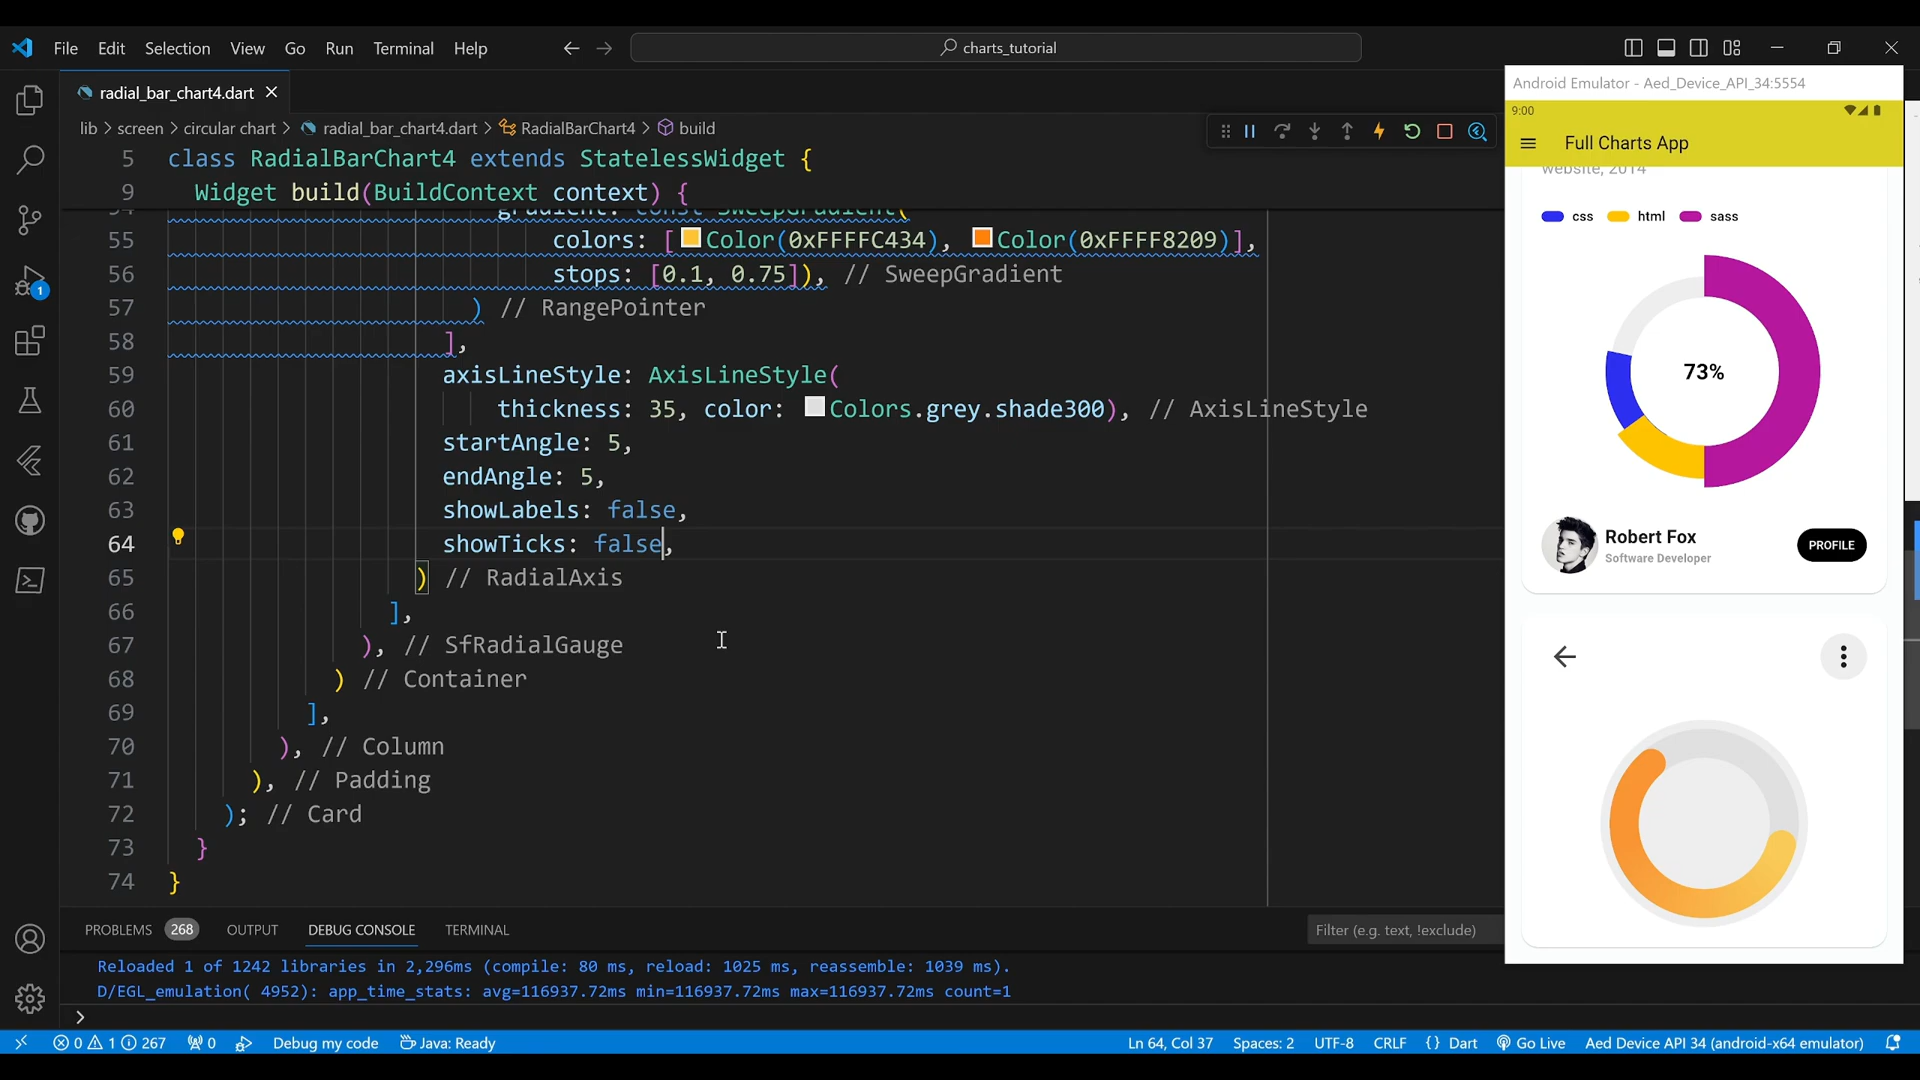 File Edit Selection View Go Run Terminal Help
charts_tutorial
radial_bar_chart4.dart
lib > screen > circular chart > radial_bar_chart4.dart > RadialBarChart4 > build
5 class RadialBarChart4 extends StatelessWidget {
9 Widget build(BuildContext context) {
54 gradient: const SweepGradient(
55 colors: [Color(0xFFFFC434), Color(0xFFFF8209)],
56 stops: [0.1, 0.75]), // SweepGradient
57 ) // RangePointer
58 ],
59 axisLineStyle: AxisLineStyle(
60 thickness: 35, color: Colors.grey.shade300), // AxisLineStyle
61 startAngle: 5,
62 endAngle: 5,
63 showLabels: false,
64 showTicks: false,
65 ) // RadialAxis
66 ],
67 ), // SfRadialGauge
68 ) // Container
69 ],
70 ), // Column
71 ), // Padding
72 ); // Card
73 }
74 }
PROBLEMS 268 OUTPUT DEBUG CONSOLE TERMINAL
Filter (e.g. text, !exclude)
Reloaded 1 of 1242 libraries in 2,296ms (compile: 80 ms, reload: 1025 ms, reassemble: 1039 ms).
D/EGL_emulation( 4952): app_time_stats: avg=116937.72ms min=116937.72ms max=116937.72ms count=1
>
1
0 1 267 0 Debug my code Java: Ready
Ln 64, Col 37 Spaces: 2 UTF-8 CRLF {} Dart Go Live Aed Device API 34 (android-x64 emulator)
Android Emulator - Aed_Device_API_34:5554
9:00
Full Charts App
website, 2014
css html sass
73%
Robert Fox
Software Developer
PROFILE